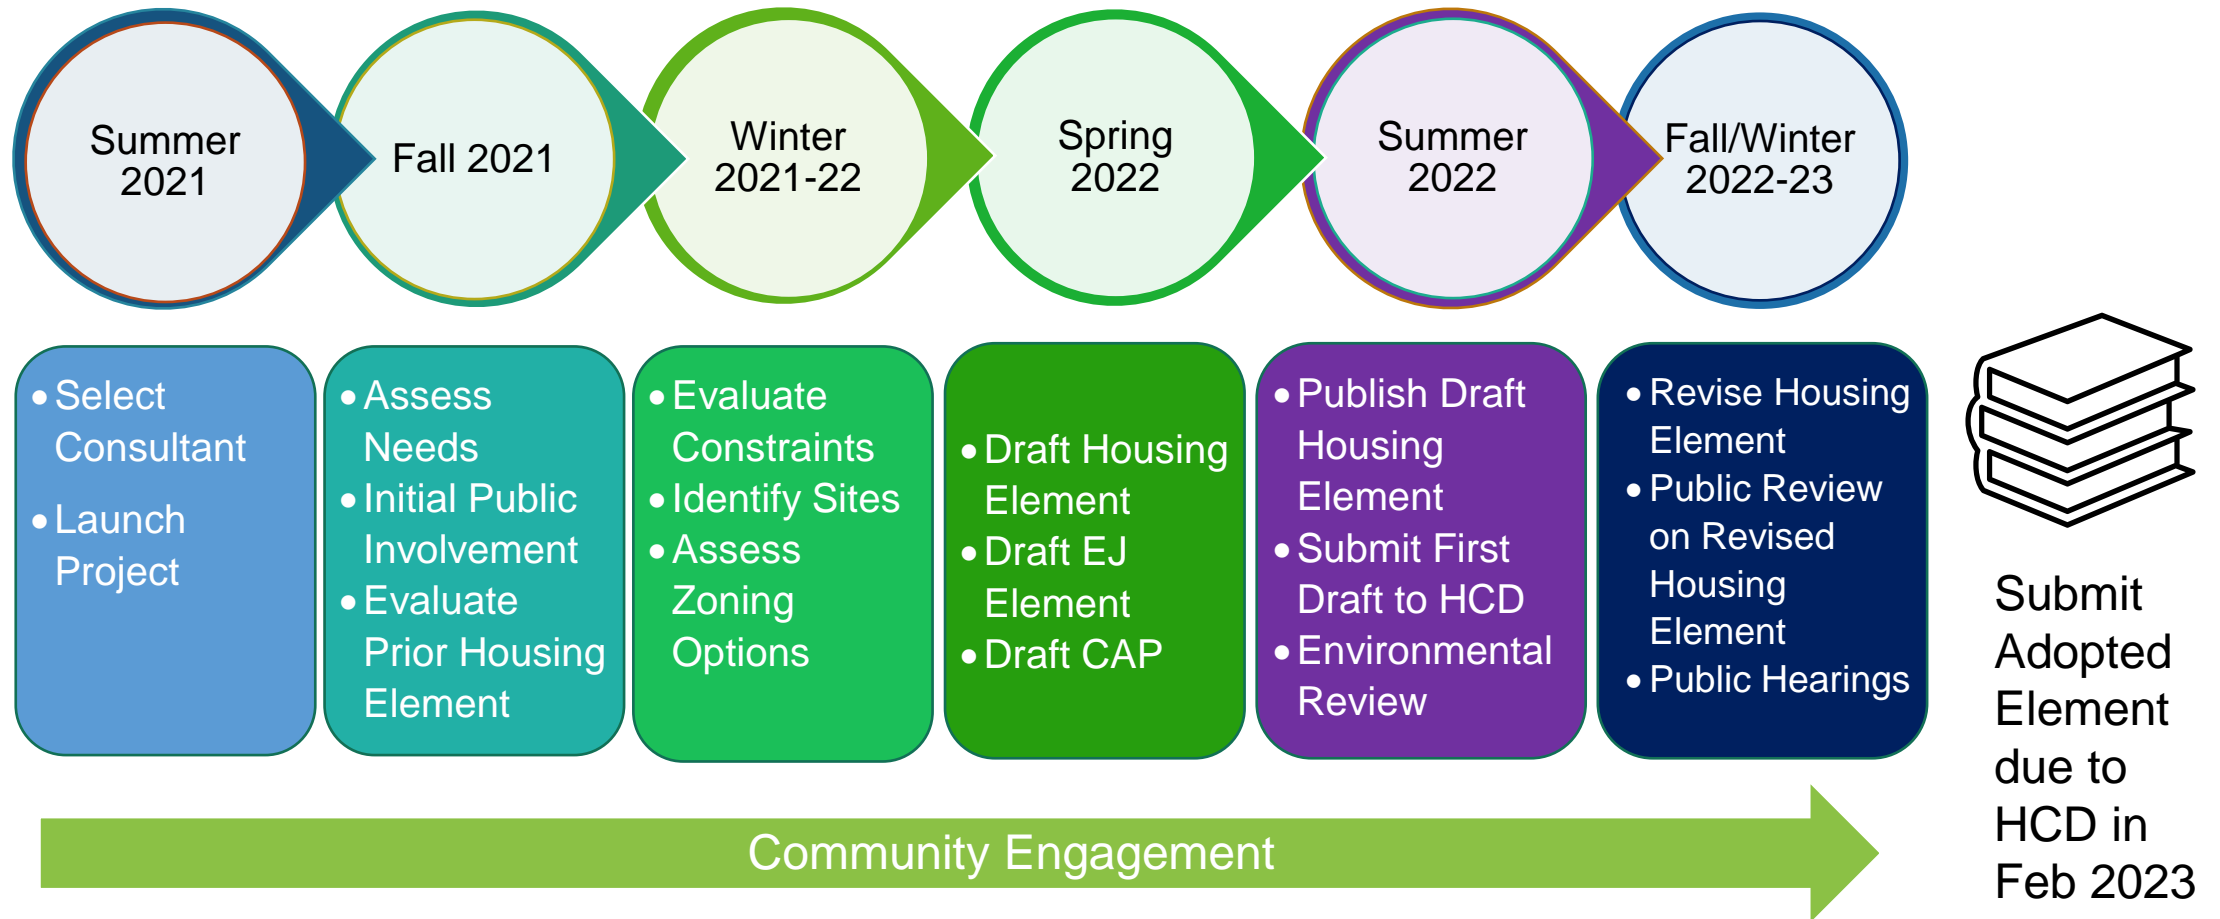 Summer
2021
Fall 2021
Winter
2021-22
Spring
2022
Summer
2022
Fall/Winter
2022-23
• Select
Consultant
• Launch
Project
• Assess
Needs
• Initial Public
Involvement
• Evaluate
Prior Housing
Element
• Evaluate
Constraints
• Identify Sites
• Assess
Zoning
Options
• Draft Housing
Element
• Draft EJ
Element
• Draft CAP
• Publish Draft
Housing
Element
• Submit First
Draft to HCD
• Environmental
Review
• Revise Housing
Element
• Public Review
on Revised
Housing
Element
• Public Hearings
Submit
Adopted
Element
due to
HCD in
Feb 2023
Community Engagement